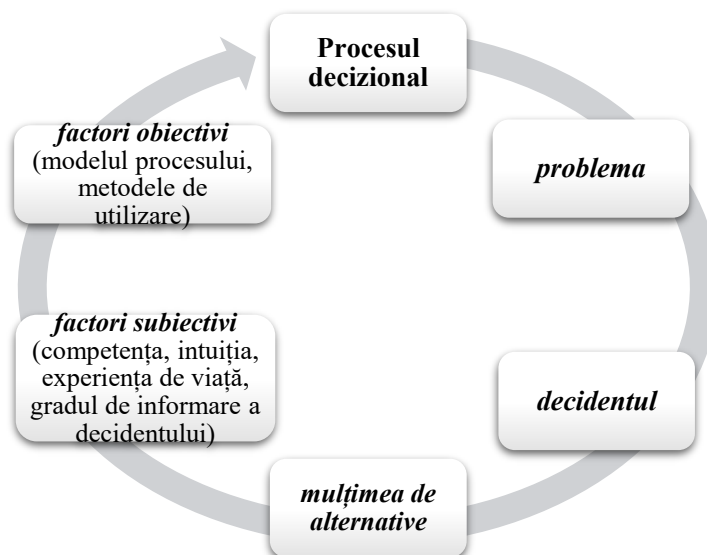 Procesul
decizional
problema
decidentul
mulțimea de
alternative
factori subiectivi
(competența, intuiția,
experiența de viață,
gradul de informare a
decidentului)
factori obiectivi
(modelul procesului,
metodele de
utilizare)